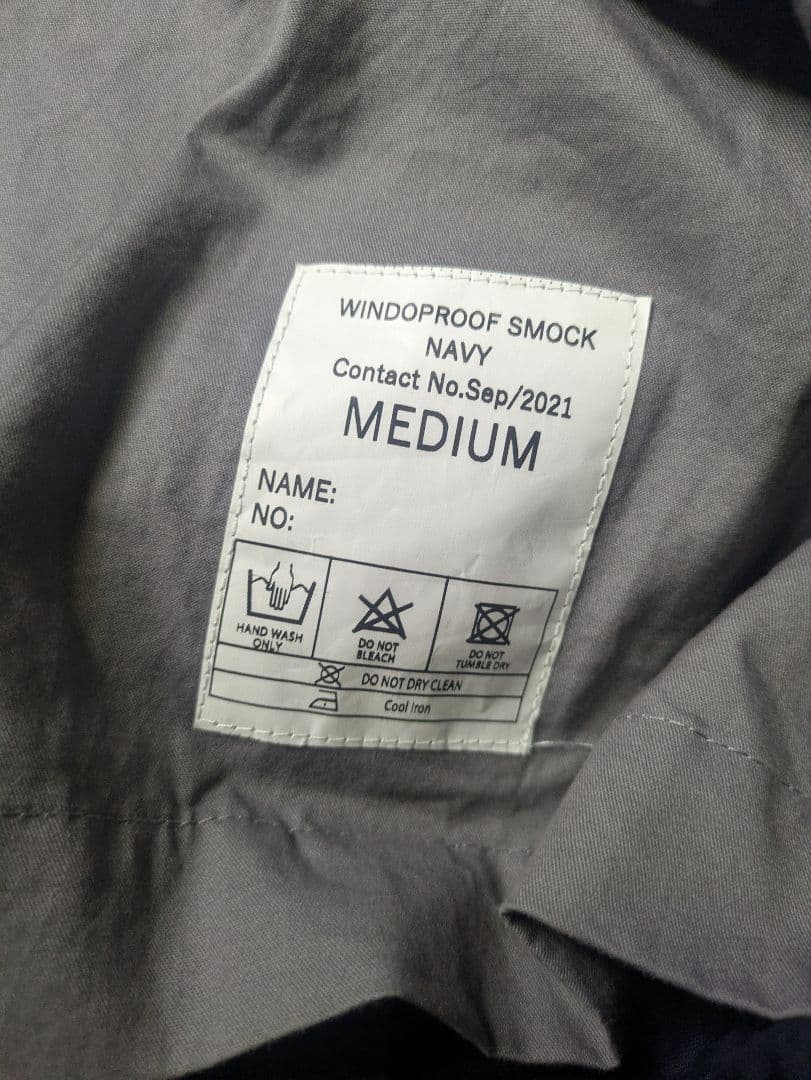 WINDOPROOF SMOCK
NAVY
Contact No.Sep/2021
MEDIUM
NAME:
NO:
HAND WASH
ONLY
DO NOT
BLEACH
DO NOT
TUMBLE DRY
DO NOT DRY CLEAN
Cool Iron